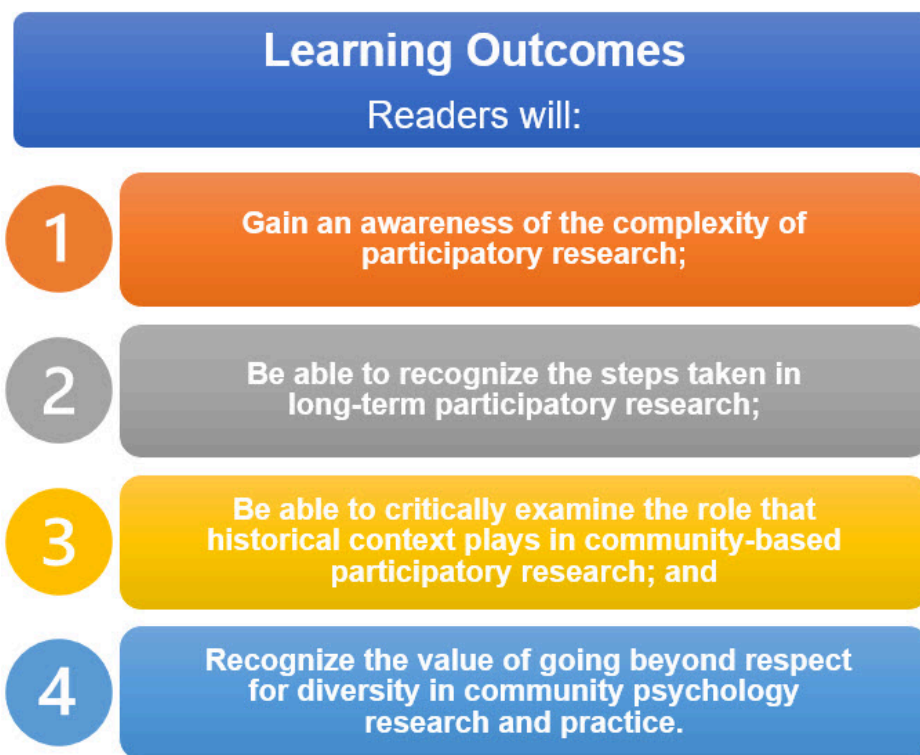 Learning Outcomes
Readers will:
1
Gain an awareness of the complexity of
participatory research;
2
Be able to recognize the steps taken in
long-term participatory research;
3
Be able to critically examine the role that
historical context plays in community-based
participatory research; and
4
Recognize the value of going beyond respect
for diversity in community psychology
research and practice.